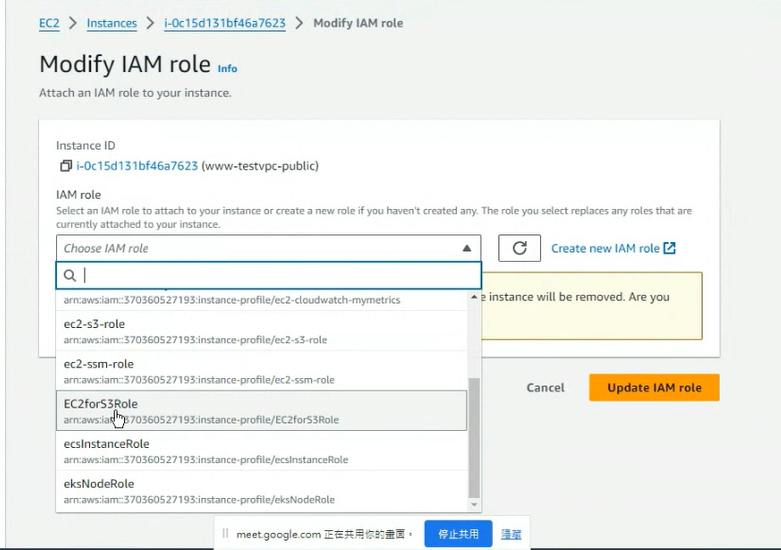 EC2 > Instances > i-0c15d131bf46a7623 > Modify IAM role
Modify IAM role Info
Attach an IAM role to your instance.
Instance ID
i-0c15d131bf46a7623 (www-testvpc-public)
IAM role
Select an IAM role to attach to your instance or create a new role if you haven't created any. The role you select replaces any roles that are
currently attached to your instance.
Choose IAM role
Create new IAM role
arn:aws:iam::370360527193:instance-profile/ec2-cloudwatch-mymetrics
e instance will be removed. Are you
ec2-s3-role
arn:aws:iam::370360527193:instance-profile/ec2-s3-role
ec2-ssm-role
arn:aws:iam::370360527193:instance-profile/ec2-ssm-role
EC2forS3Role
arn:aws:iam::370360527193:instance-profile/EC2forS3Role
Cancel
Update IAM role
ecsInstanceRole
arn:aws:iam::370360527193:instance-profile/ecsInstanceRole
eksNodeRole
arn:aws:iam::370360527193:instance-profile/eksNodeRole
meet.google.com 正在共用你的畫面。
停止共用
隱藏